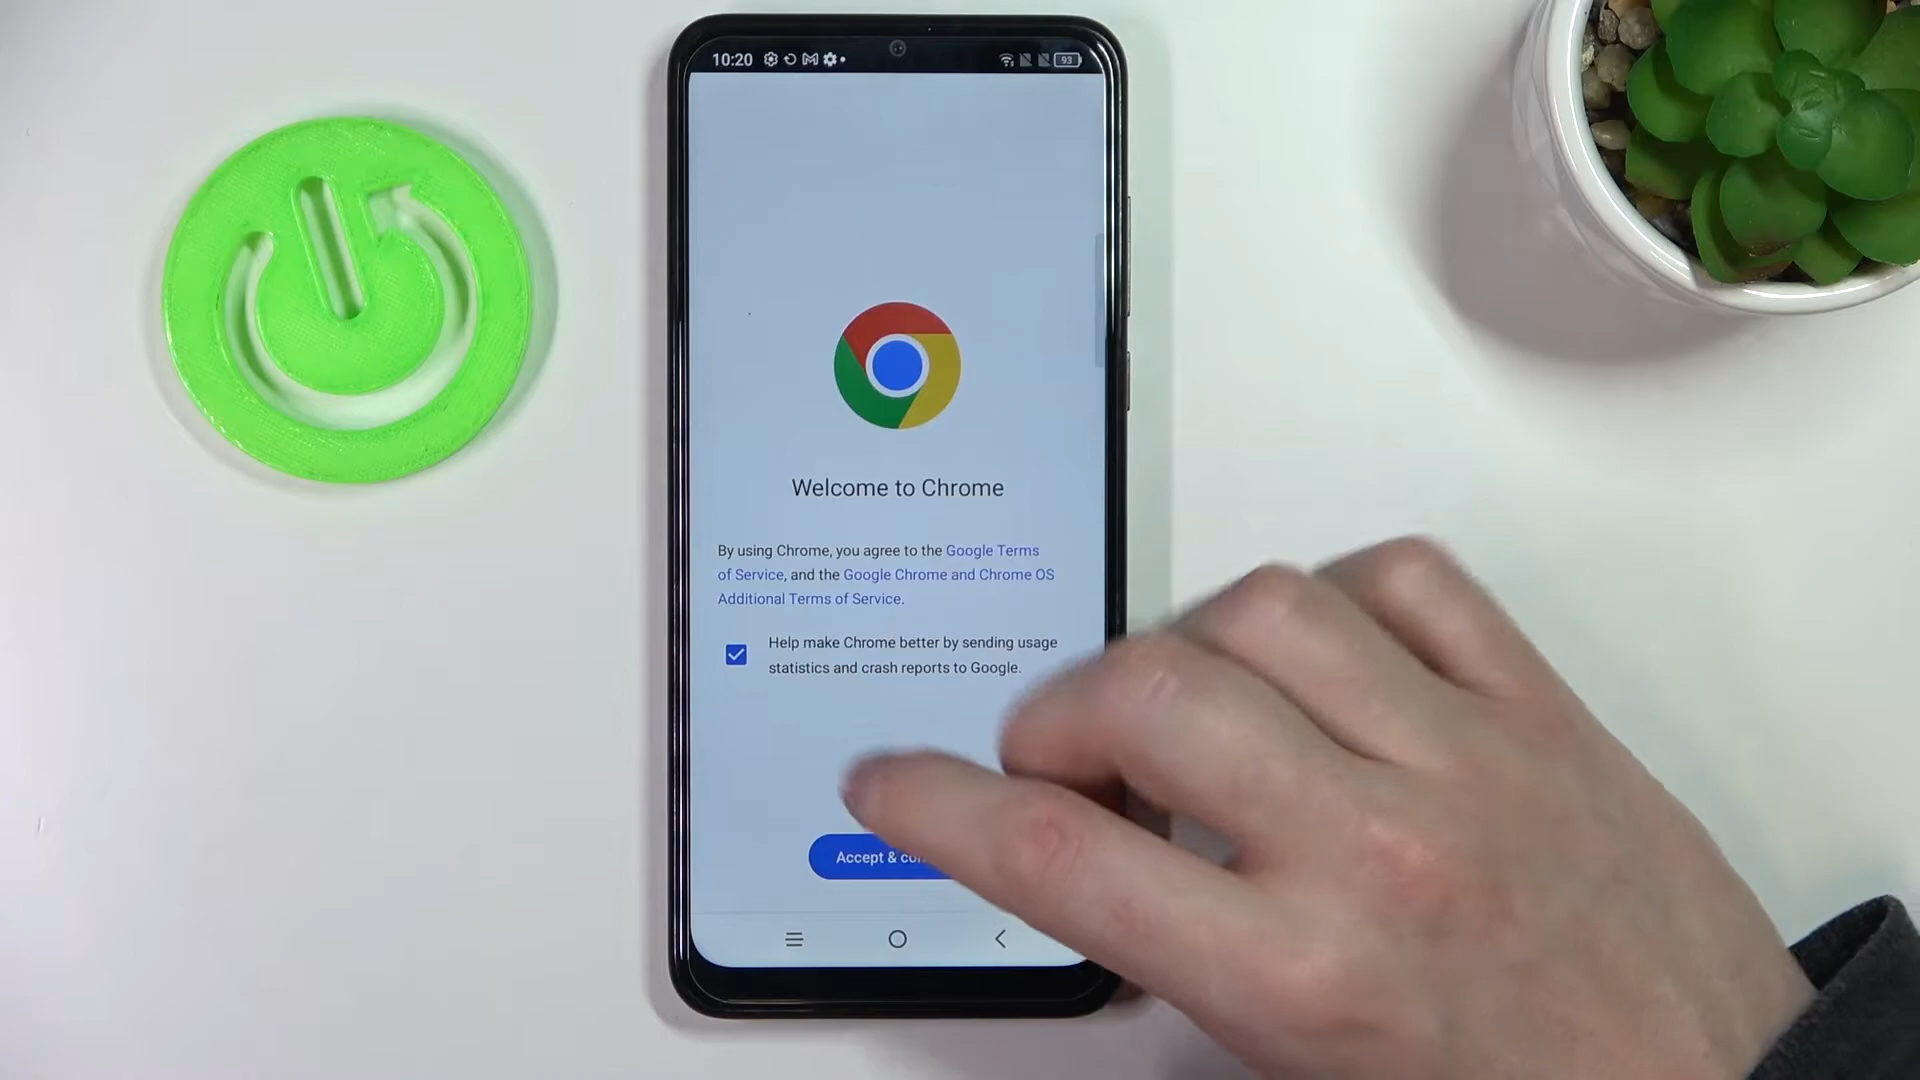 10:20
93
Welcome to Chrome
By using Chrome, you agree to the Google Terms
of Service, and the Google Chrome and Chrome OS
Additional Terms of Service.
Help make Chrome better by sending usage
statistics and crash reports to Google.
Accept &